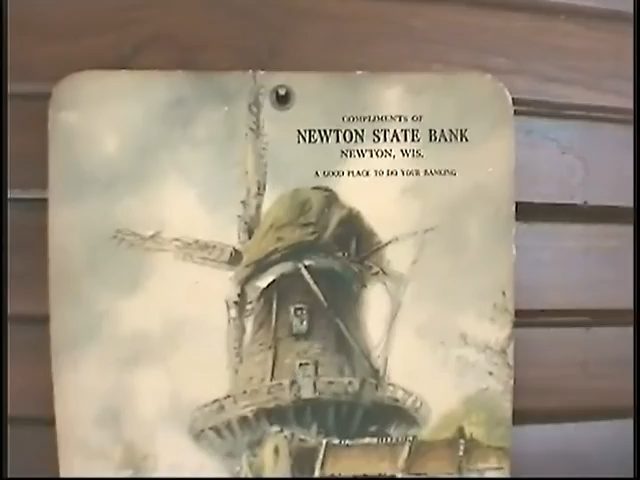 COMPLIMENTS OF
NEWTON STATE BANK
NEWTON, WIS.
A GOOD PLACE TO DO YOUR BANKING